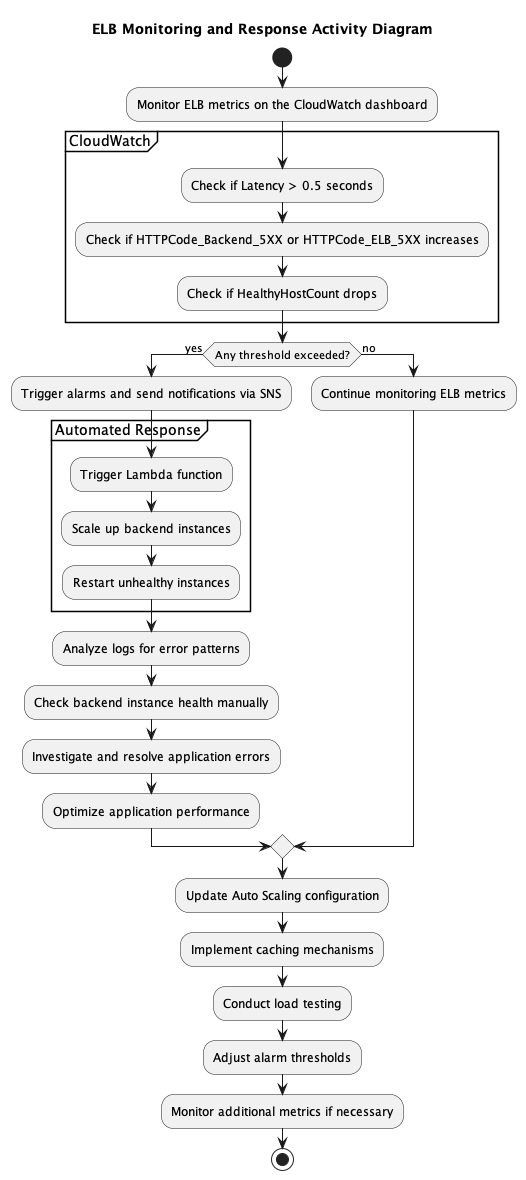 ELB Monitoring and Response Activity Diagram
Monitor ELB metrics on the CloudWatch dashboard
CloudWatch
Check if Latency > 0.5 seconds
Check if HTTPCode_Backend_5XX or HTTPCode_ELB_5XX increases
Check if HealthyHostCount drops
yes
Any threshold exceeded?
no
Trigger alarms and send notifications via SNS
Continue monitoring ELB metrics
Automated Response
Trigger Lambda function
Scale up backend instances
Restart unhealthy instances
Analyze logs for error patterns
Check backend instance health manually
Investigate and resolve application errors
Optimize application performance
Update Auto Scaling configuration
Implement caching mechanisms
Conduct load testing
Adjust alarm thresholds
Monitor additional metrics if necessary